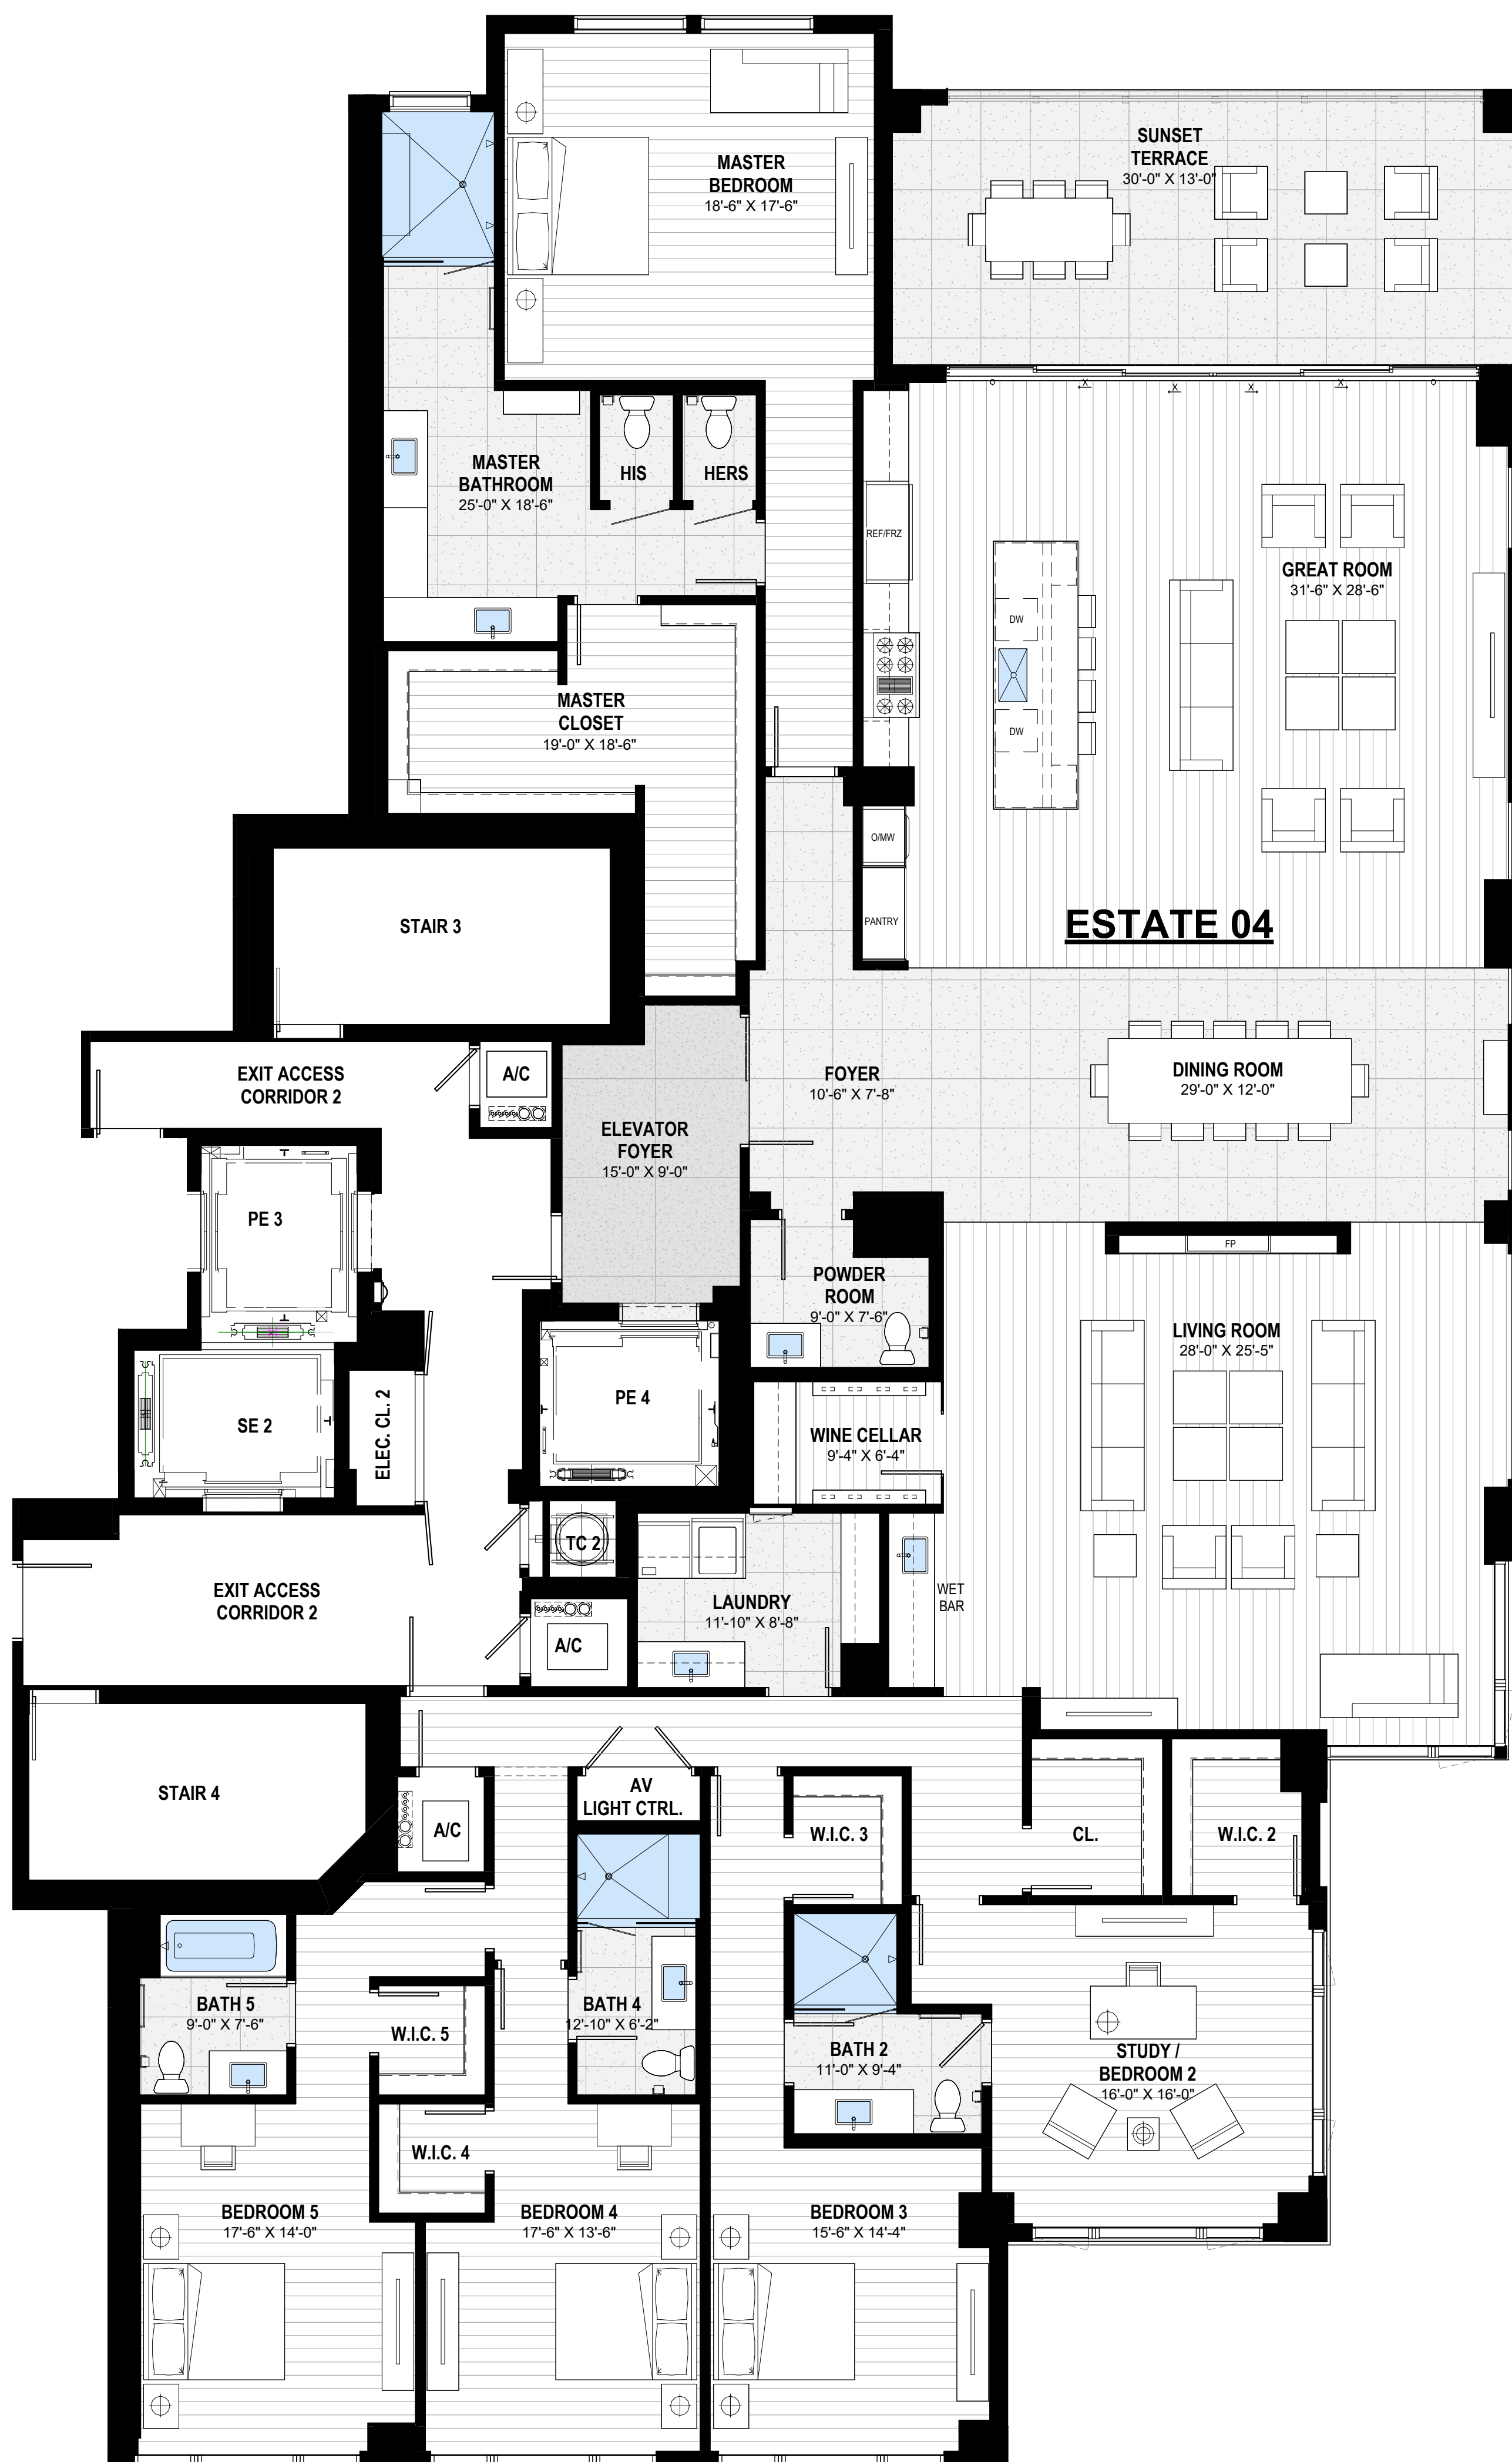 SUNSET
TERRACE
30'-0" X 13'-0"
MASTER
BEDROOM
18'-6" X 17'-6"
O
X
X
X
X
O
MASTER
BATHROOM
25'-0" X 18'-6"
HIS
HERS
REF/FRZ
GREAT ROOM
31'-6" X 28'-6"
DW
DW
MASTER
CLOSET
19'-0" X 18'-6"
O/MW
PANTRY
ESTATE 04
STAIR 3
EXIT ACCESS
CORRIDOR 2
A/C
FOYER
10'-6" X 7'-8"
DINING ROOM
29'-0" X 12'-0"
ELEVATOR
FOYER
15'-0" X 9'-0"
PE 3
FP
POWDER
ROOM
9'-0" X 7'-6"
LIVING ROOM
28'-0" X 25'-5"
SE 2
ELEC. CL. 2
PE 4
WINE CELLAR
9'-4" X 6'-4"
TC 2
EXIT ACCESS
CORRIDOR 2
A/C
LAUNDRY
11'-10" X 8'-8"
WET
BAR
STAIR 4
A/C
AV
LIGHT CTRL.
W.I.C. 3
CL.
W.I.C. 2
BATH 5
9'-0" X 7'-6"
W.I.C. 5
BATH 4
12'-10" X 6'-2"
BATH 2
11'-0" X 9'-4"
STUDY /
BEDROOM 2
16'-0" X 16'-0"
W.I.C. 4
BEDROOM 5
17'-6" X 14'-0"
BEDROOM 4
17'-6" X 13'-6"
BEDROOM 3
15'-6" X 14'-4"